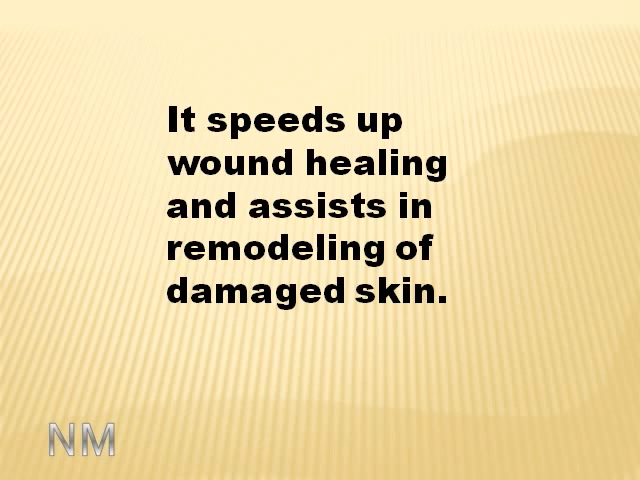 It speeds up
wound healing
and assists in
remodeling of
damaged skin.
NM